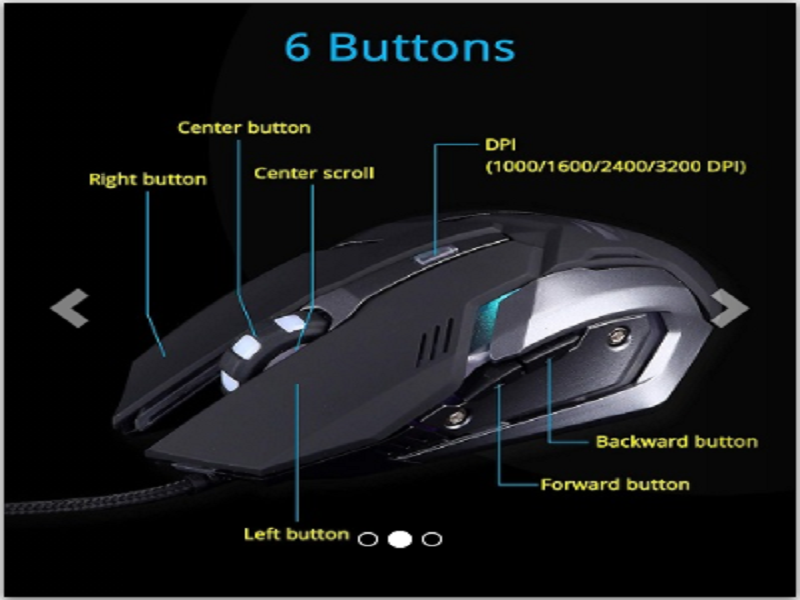 6 Buttons
Center button
DPI
(1000/1600/2400/3200 DPI)
Right button
Center scroll
Backward button
Forward button
Left button